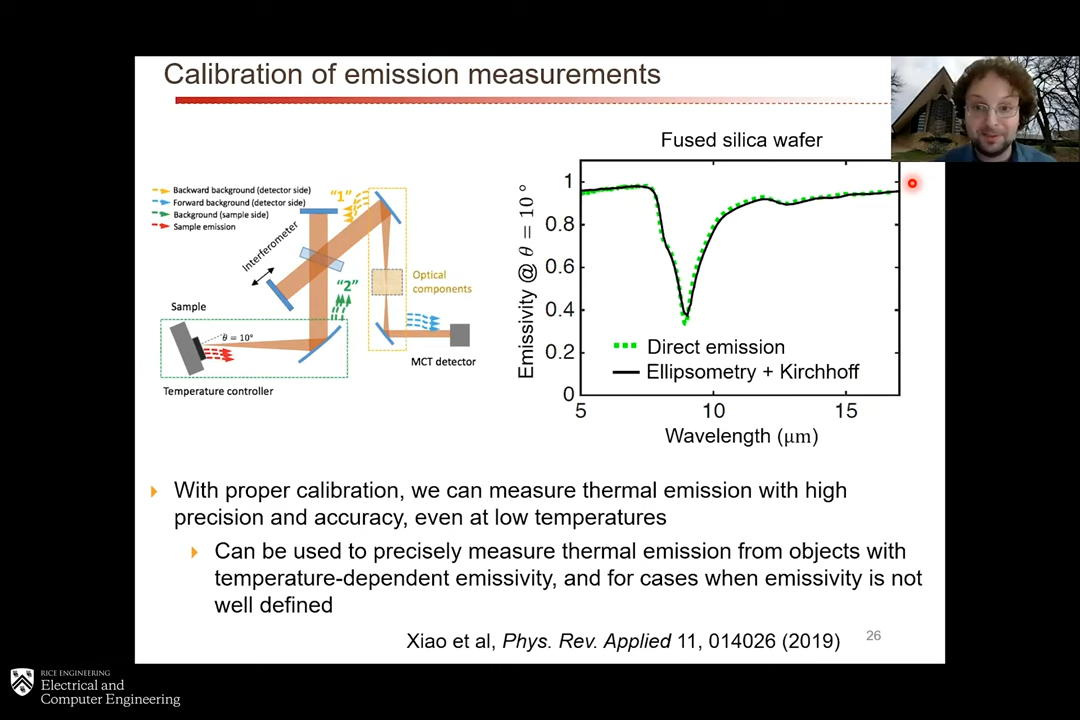 Calibration of emission measurements
Backward background (detector side)
Forward background (detector side)
Background (sample side)
Sample emission
"1"
Interferometer
"2"
Optical
components
Sample
θ = 10°
MCT detector
Temperature controller
Fused silica wafer
Emissivity @ θ = 10 °
1
0.8
0.6
0.4
0.2
0
Direct emission
Ellipsometry + Kirchhoff
5 10 15
Wavelength (μm)
With proper calibration, we can measure thermal emission with high
precision and accuracy, even at low temperatures
Can be used to precisely measure thermal emission from objects with
temperature-dependent emissivity, and for cases when emissivity is not
well defined
Xiao et al, Phys. Rev. Applied 11, 014026 (2019)
26
RICE ENGINEERING
Electrical and
Computer Engineering